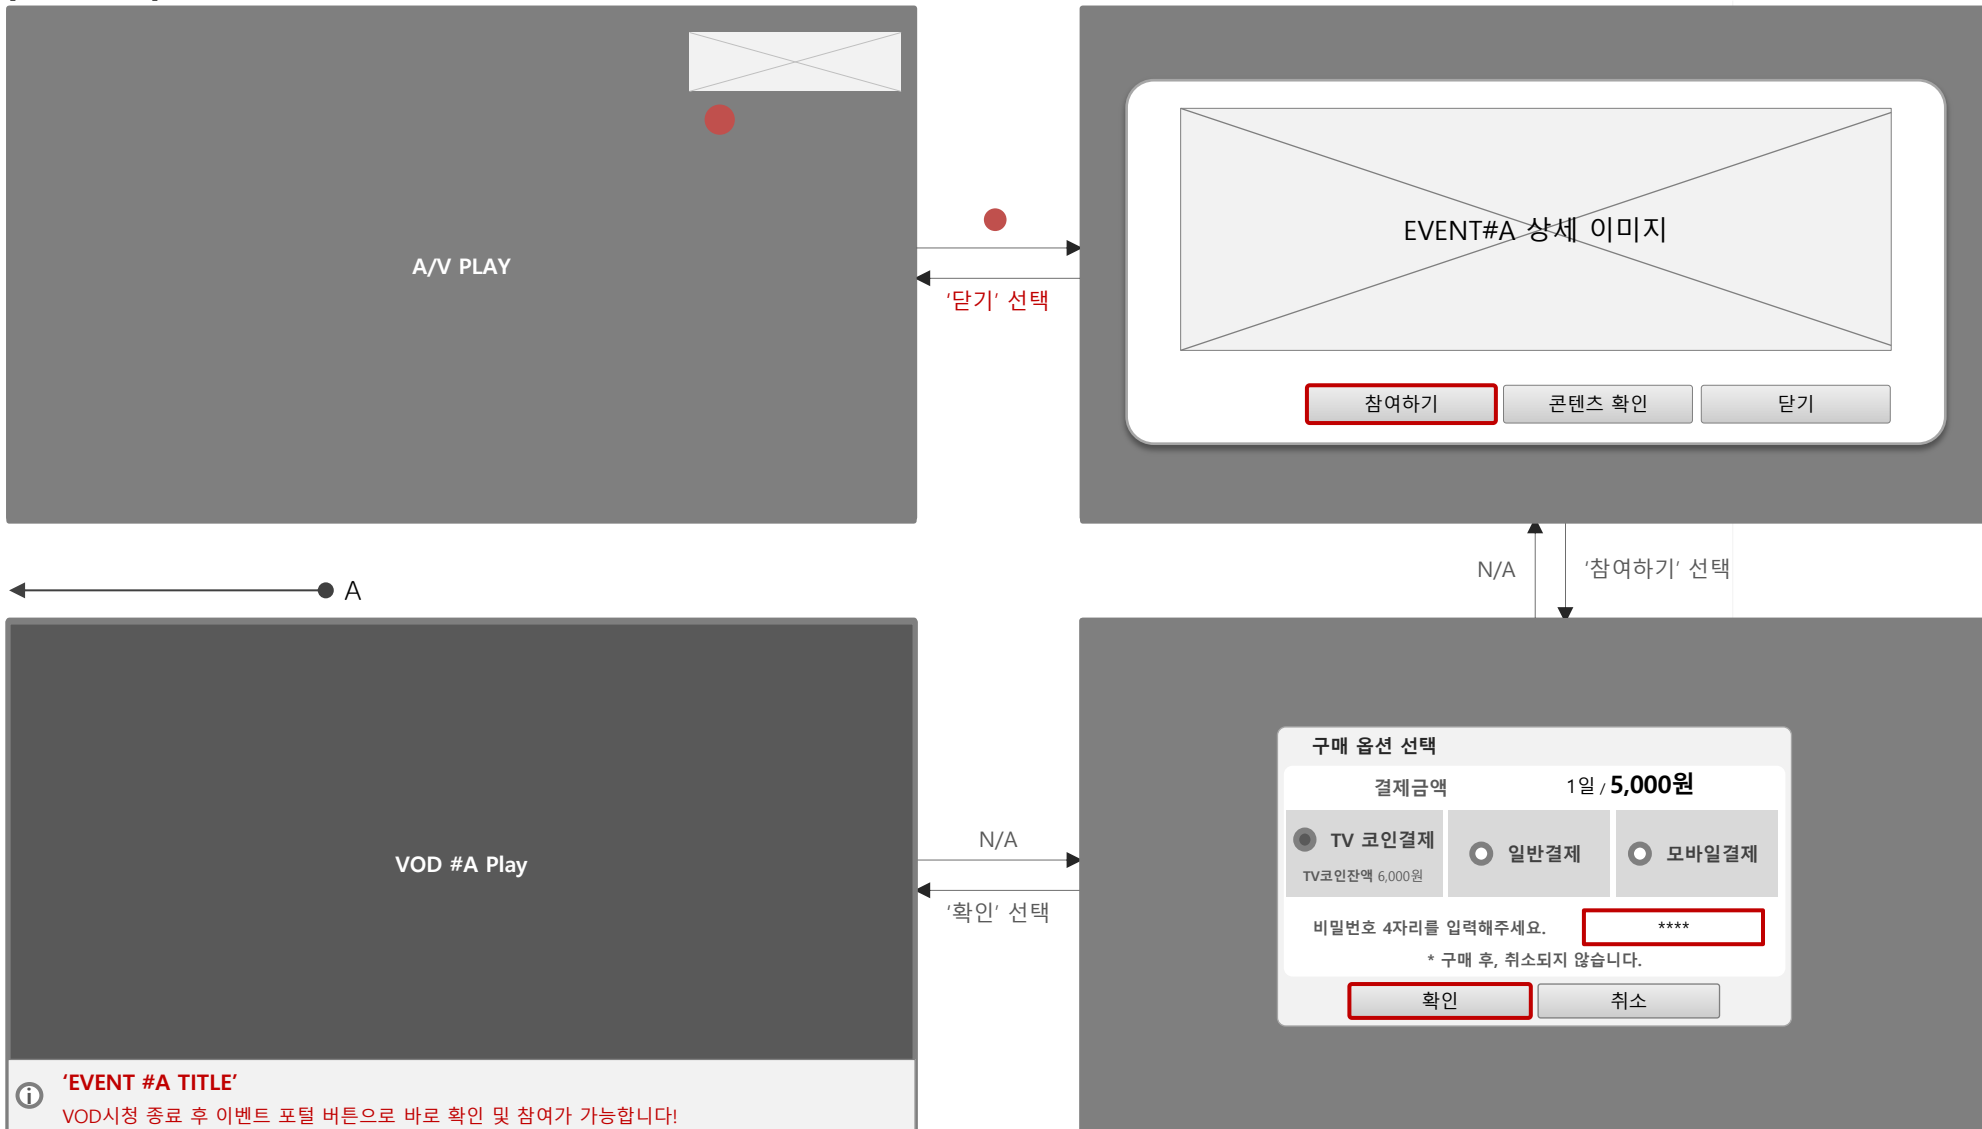 A/V PLAY
‘닫기‘ 선택
EVENT#A 상세 이미지
참여하기
콘텐츠 확인
닫기
N/A
‘참여하기’ 선택
A
VOD #A Play
N/A
‘확인’ 선택
구매 옵션 선택
결제금액
1일 / 5,000원
TV 코인결제
TV코인잔액 6,000원
일반결제
모바일결제
비밀번호 4자리를 입력해주세요.
****
* 구매 후, 취소되지 않습니다.
확인
취소
‘EVENT #A TITLE’
VOD시청 종료 후 이벤트 포털 버튼으로 바로 확인 및 참여가 가능합니다!